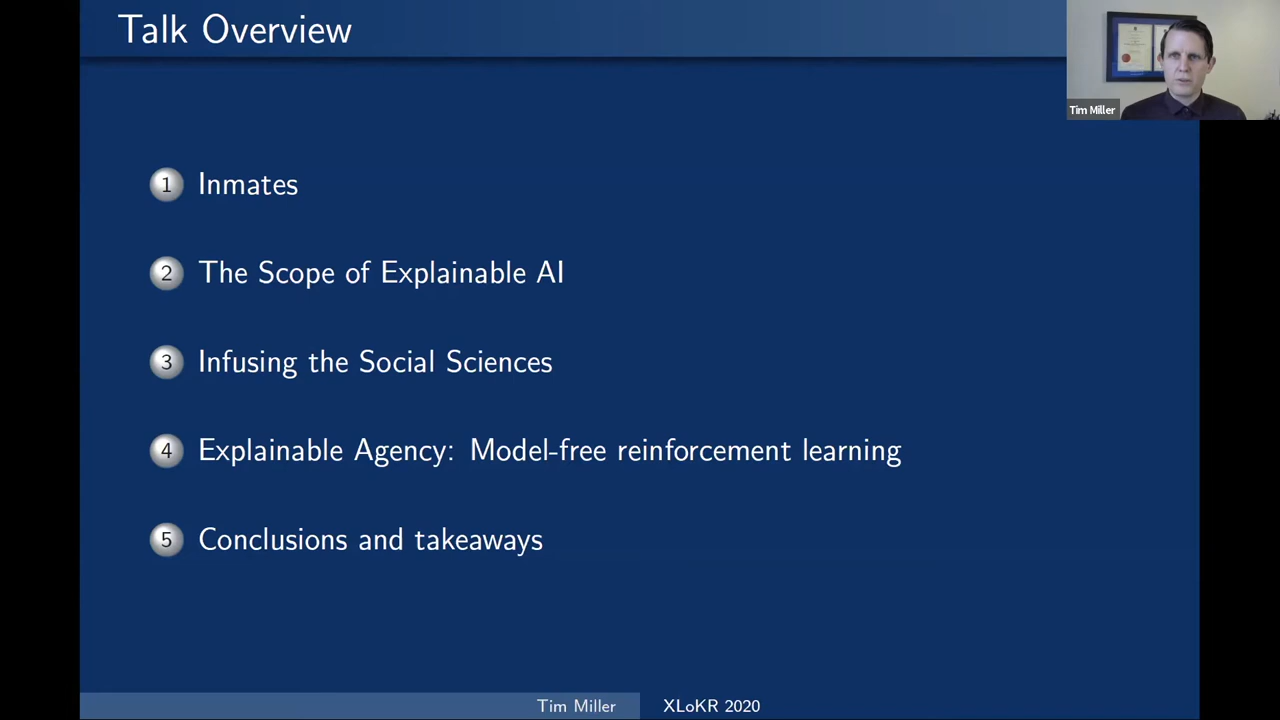 Talk Overview
Tim Miller
1 Inmates
2 The Scope of Explainable AI
3 Infusing the Social Sciences
4 Explainable Agency: Model-free reinforcement learning
5 Conclusions and takeaways
Tim Miller XLoKR 2020